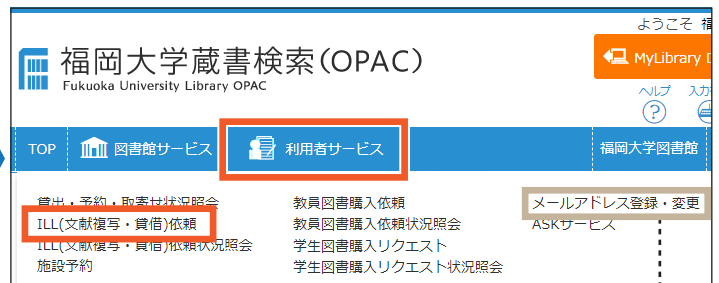 ようこそ 福
福岡大学蔵書検索(OPAC)
Fukuoka University Library OPAC
MyLibrary
ヘルプ
TOP
図書館サービス
利用者サービス
福岡大学図書館
貸出・予約・取寄せ状況照会
教員図書購入依頼
メールアドレス登録・変更
ILL(文献複写・貸借)依頼
教員図書購入依頼状況照会
ASKサービス
ILL(文献複写・貸借)依頼状況照会
学生図書購入リクエスト
施設予約
学生図書購入リクエスト状況照会